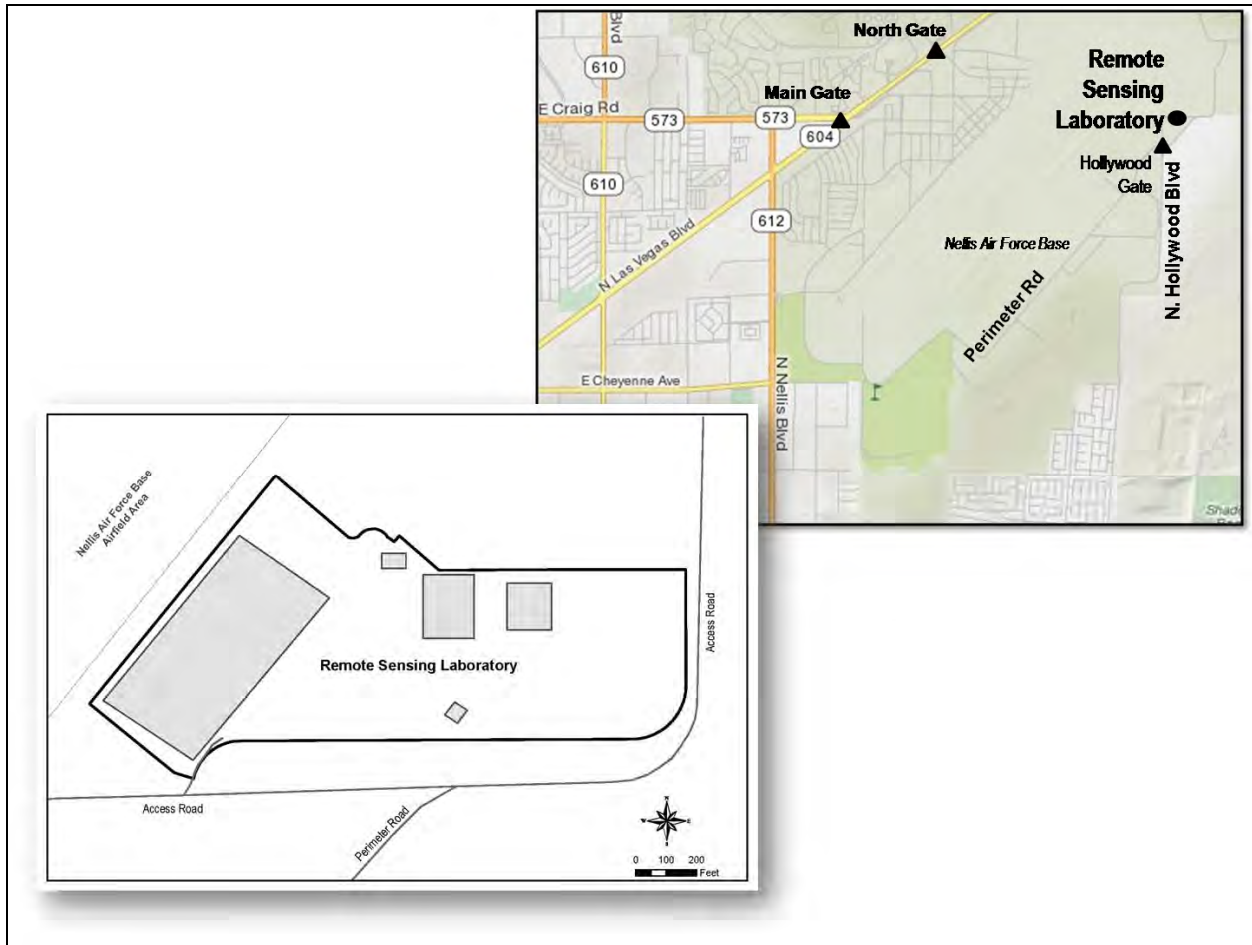 Blvd
610
North Gate
Main Gate
E Craig Rd
573
573
604
610
612
Remote
Sensing
Laboratory
Hollywood
Gate
N. Hollywood Blvd
N Las Vegas Blvd
Nellis Air Force Base
Perimeter Rd
E Cheyenne Ave
N Nellis Blvd
Nellis Air Force Base
Airfield Area
Remote Sensing Laboratory
Access Road
Access Road
Perimeter Road
N
W
E
S
0 100 200
Feet